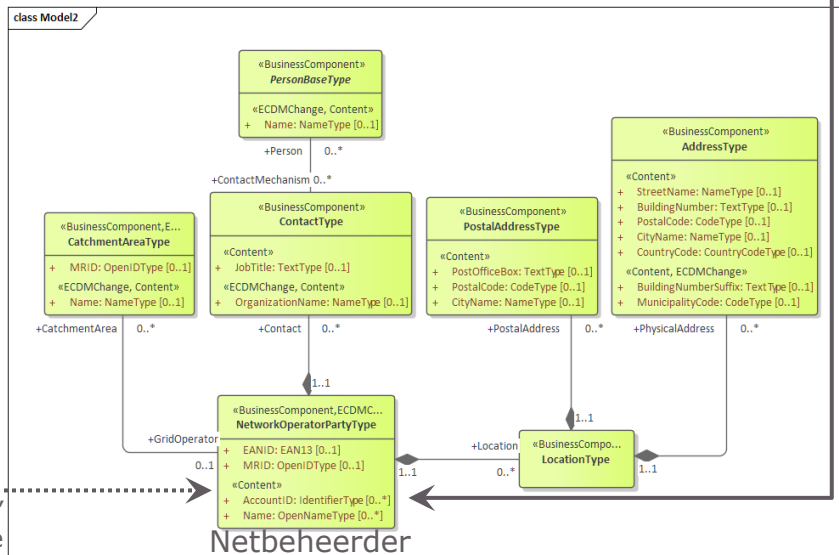 class Model2
«BusinessComponent»
PersonBaseType
«ECDMChange, Content»
+ Name: NameType [0..1]
+Person 0..*
+ContactMechanism 0..*
«BusinessComponent»
AddressType
«Content»
+ StreetName: NameType [0..1]
+ BuildingNumber: TextType [0..1]
+ PostalCode: CodeType [0..1]
+ CityName: NameType [0..1]
+ CountryCode: CountryCodeType [0..1]
«Content, ECDMChange»
+ BuildingNumberSuffix: TextType [0..1]
+ MunicipalityCode: CodeType [0..1]
«BusinessComponent»
ContactType
«Content»
+ JobTitle: TextType [0..1]
«ECDMChange, Content»
+ OrganizationName: NameType [0..1]
«BusinessComponent»
PostalAddressType
«Content»
+ PostOfficeBox: TextType [0..1]
+ PostalCode: CodeType [0..1]
+ CityName: NameType [0..1]
«BusinessComponent,E...
CatchmentAreaType
+ MRID: OpenIDType [0..1]
«ECDMChange, Content»
+ Name: NameType [0..1]
+CatchmentArea 0..*
+Contact 0..*
+PostalAddress 0..*
+PhysicalAddress 0..*
1..1
1..1
1..1
«BusinessComponent,ECDMC...
NetworkOperatorPartyType
+ EANID: EAN13 [0..1]
+ MRID: OpenIDType [0..1]
«Content»
+ AccountID: IdentifierType [0..*]
+ Name: OpenNameType [0..*]
+GridOperator
0..1
1..1
+Location
0..*
«BusinessCompo...
LocationType
Netbeheerder